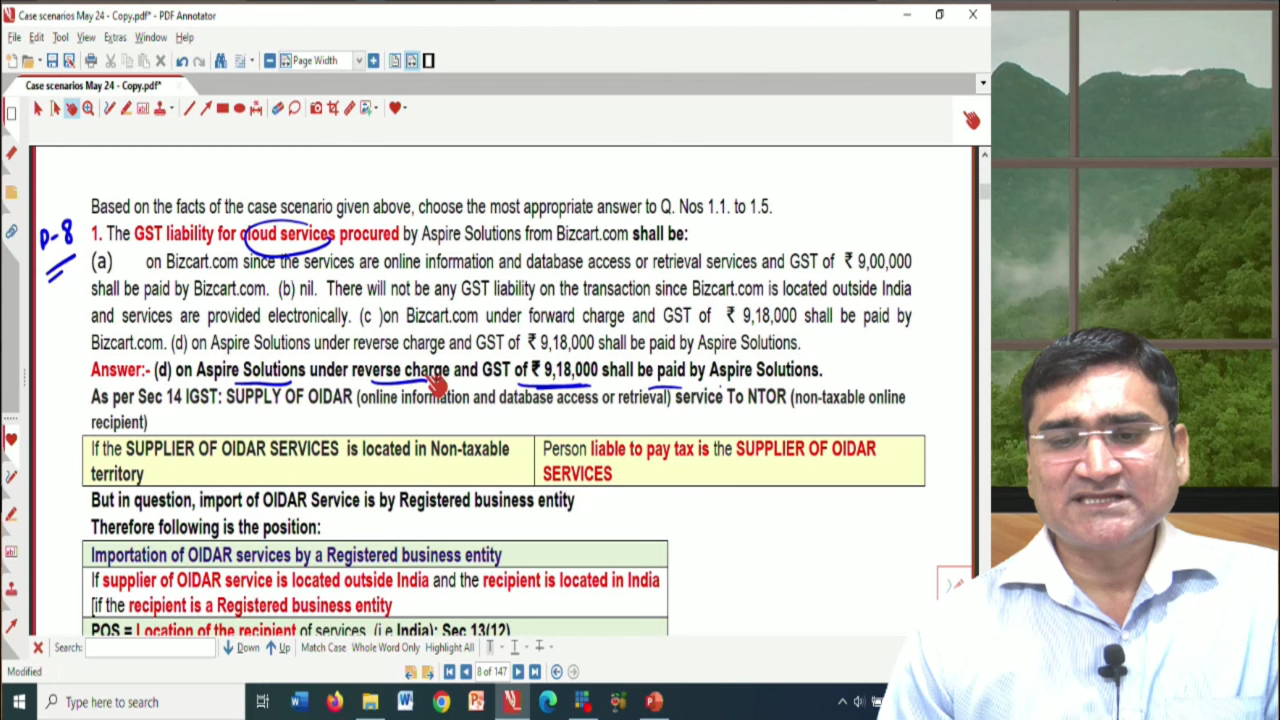 Case scenarios May 24 - Copy.pdf* - PDF Annotator
File Edit Tool View Extras Window Help
Page Width
Case scenarios May 24 - Copy.pdf*
Based on the facts of the case scenario given above, choose the most appropriate answer to Q. Nos 1.1. to 1.5.
P-8
1. The GST liability for cloud services procured by Aspire Solutions from Bizcart.com shall be:
(a) on Bizcart.com since the services are online information and database access or retrieval services and GST of ₹ 9,00,000
shall be paid by Bizcart.com. (b) nil. There will not be any GST liability on the transaction since Bizcart.com is located outside India
and services are provided electronically. (c )on Bizcart.com under forward charge and GST of ₹ 9,18,000 shall be paid by
Bizcart.com. (d) on Aspire Solutions under reverse charge and GST of ₹ 9,18,000 shall be paid by Aspire Solutions.
Answer:- (d) on Aspire Solutions under reverse charge and GST of ₹ 9,18,000 shall be paid by Aspire Solutions.
As per Sec 14 IGST: SUPPLY OF OIDAR (online information and database access or retrieval) service To NTOR (non-taxable online
recipient)
If the SUPPLIER OF OIDAR SERVICES is located in Non-taxable
territory
Person liable to pay tax is the SUPPLIER OF OIDAR
SERVICES
But in question, import of OIDAR Service is by Registered business entity
Therefore following is the position:
Importation of OIDAR services by a Registered business entity
If supplier of OIDAR service is located outside India and the recipient is located in India
[if the recipient is a Registered business entity
POS = Location of the recipient of services, (i.e India): Sec 13(12)
Search: Down Up Match Case Whole Word Only Highlight All
Modified
8 of 147
Type here to search